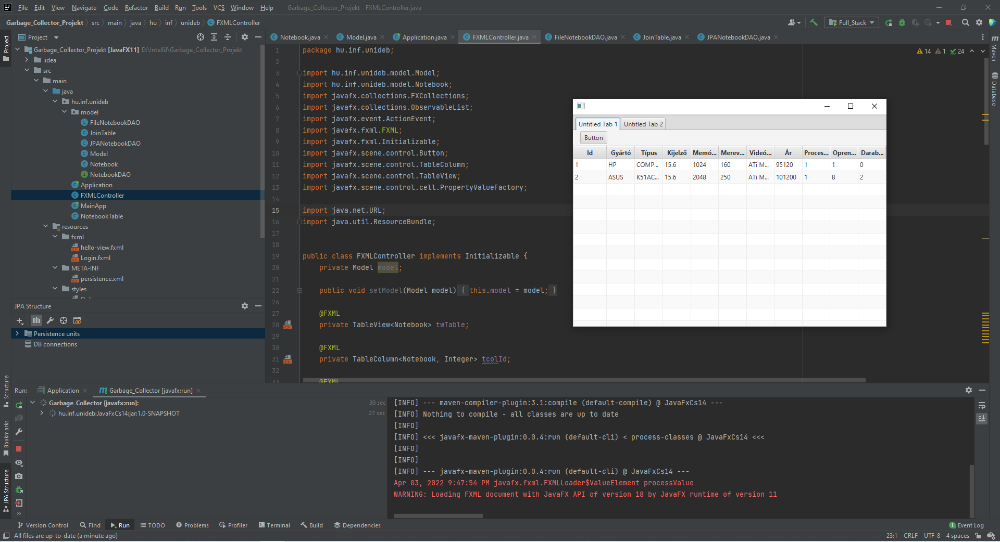 File Edit View Navigate Code Refactor Build Run Tools VCS Window Help Garbage_Collector_Projekt - FXMLController.java
Garbage_Collector_Projekt src main java hu inf unideb FXMLController Full_Stack
Project
Notebook.java Model.java Application.java FXMLController.java FileNotebookDAO.java JoinTable.java JPANotebookDAO.java
Garbage_Collector_Projekt [JavaFX11] D:\IntelliJ\Garbage_Collector_Projekt
.idea
src
main
java
hu.inf.unideb
model
FileNotebookDAO
JoinTable
JPANotebookDAO
Model
Notebook
NotebookDAO
Application
FXMLController
MainApp
NotebookTable
resources
fxml
hello-view.fxml
Login.fxml
META-INF
persistence.xml
styles
JPA Structure
Persistence units
DB connections
14 1 24
1 package hu.inf.unideb;
2
3 import hu.inf.unideb.model.Model;
4 import hu.inf.unideb.model.Notebook;
5 import javafx.collections.FXCollections;
6 import javafx.collections.ObservableList;
7 import javafx.event.ActionEvent;
8 import javafx.fxml.FXML;
9 import javafx.fxml.Initializable;
10 import javafx.scene.control.Button;
11 import javafx.scene.control.TableColumn;
12 import javafx.scene.control.TableView;
13 import javafx.scene.control.cell.PropertyValueFactory;
14
15 import java.net.URL;
16 import java.util.ResourceBundle;
17
18
19 public class FXMLController implements Initializable {
20 private Model model;
21
22 public void setModel(Model model) { this.model = model; }
26
27 @FXML
28 private TableView<Notebook> twTable;
29
30 @FXML
31 private TableColumn<Notebook, Integer> tcolId;
32
33 @FXML
Untitled Tab 1 Untitled Tab 2
Button
Id Gyártó Típus Kijelző Memó... Merev... Videó... Ár Proces... Opren... Darab...
1 HP COMP... 15.6 1024 160 ATi M... 95120 1 1 0
2 ASUS K51AC... 15.6 2048 250 ATi M... 101200 1 8 2
Project
Structure
Bookmarks
JPA Structure
Maven
Database
Run: Application Garbage_Collector [javafx:run]
Garbage_Collector [javafx:run]: 30 sec
hu.inf.unideb:JavaFxCs14:jar:1.0-SNAPSHOT 27 sec
[INFO] --- maven-compiler-plugin:3.1:compile (default-compile) @ JavaFxCs14 ---
[INFO] Nothing to compile - all classes are up to date
[INFO]
[INFO] <<< javafx-maven-plugin:0.0.4:run (default-cli) < process-classes @ JavaFxCs14 <<<
[INFO]
[INFO]
[INFO] --- javafx-maven-plugin:0.0.4:run (default-cli) @ JavaFxCs14 ---
Apr 03, 2022 9:47:54 PM javafx.fxml.FXMLLoader$ValueElement processValue
WARNING: Loading FXML document with JavaFX API of version 18 by JavaFX runtime of version 11
Version Control Find Run TODO Problems Profiler Terminal Build Dependencies 1 Event Log
All files are up-to-date (a minute ago) 23:1 CRLF UTF-8 4 spaces